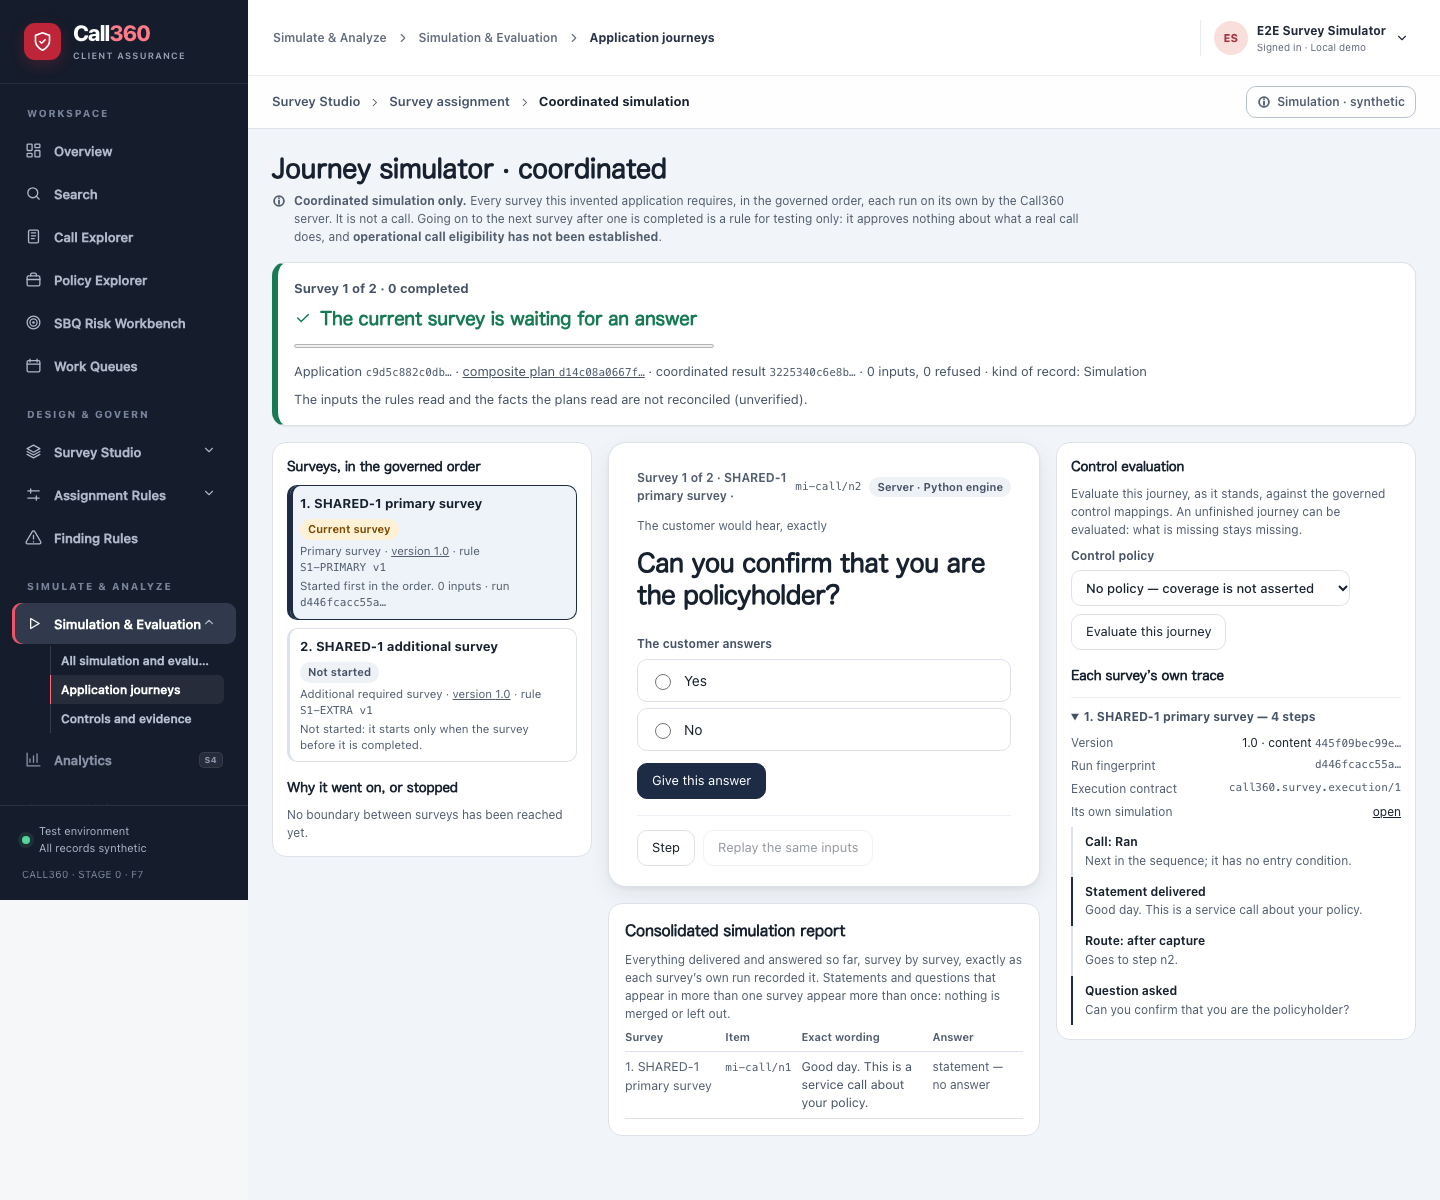 Call360
CLIENT ASSURANCE
WORKSPACE
Overview
Search
Call Explorer
Policy Explorer
SBQ Risk Workbench
Work Queues
DESIGN & GOVERN
Survey Studio
Assignment Rules
Finding Rules
SIMULATE & ANALYZE
Simulation & Evaluation
All simulation and evalu...
Application journeys
Controls and evidence
Analytics
S4
Test environment
All records synthetic
CALL360 · STAGE 0 · F7
Simulate & Analyze > Simulation & Evaluation > Application journeys
ES
E2E Survey Simulator
Signed in · Local demo
Survey Studio > Survey assignment > Coordinated simulation
Simulation · synthetic
Journey simulator · coordinated
Coordinated simulation only. Every survey this invented application requires, in the governed order, each run on its own by the Call360
server. It is not a call. Going on to the next survey after one is completed is a rule for testing only: it approves nothing about what a real call
does, and operational call eligibility has not been established.
Survey 1 of 2 · 0 completed
The current survey is waiting for an answer
Application c9d5c882c0db… · composite plan d14c08a0667f… · coordinated result 3225340c6e8b… · 0 inputs, 0 refused · kind of record: Simulation
The inputs the rules read and the facts the plans read are not reconciled (unverified).
Surveys, in the governed order
1. SHARED-1 primary survey
Current survey
Primary survey · version 1.0 · rule
S1-PRIMARY v1
Started first in the order. 0 inputs · run
d446fcacc55a…
2. SHARED-1 additional survey
Not started
Additional required survey · version 1.0 · rule
S1-EXTRA v1
Not started: it starts only when the survey
before it is completed.
Why it went on, or stopped
No boundary between surveys has been reached
yet.
Survey 1 of 2 · SHARED-1
primary survey ·
mi-call/n2
Server · Python engine
The customer would hear, exactly
Can you confirm that you are
the policyholder?
The customer answers
Yes
No
Give this answer
Step
Replay the same inputs
Consolidated simulation report
Everything delivered and answered so far, survey by survey, exactly as
each survey's own run recorded it. Statements and questions that
appear in more than one survey appear more than once: nothing is
merged or left out.
Survey Item Exact wording Answer
1. SHARED-1 mi-call/n1 Good day. This is a statement —
primary survey service call about no answer
your policy.
Control evaluation
Evaluate this journey, as it stands, against the governed
control mappings. An unfinished journey can be
evaluated: what is missing stays missing.
Control policy
No policy — coverage is not asserted
Evaluate this journey
Each survey's own trace
1. SHARED-1 primary survey — 4 steps
Version 1.0 · content 445f09bec99e…
Run fingerprint d446fcacc55a…
Execution contract call360.survey.execution/1
Its own simulation open
Call: Ran
Next in the sequence; it has no entry condition.
Statement delivered
Good day. This is a service call about your policy.
Route: after capture
Goes to step n2.
Question asked
Can you confirm that you are the policyholder?